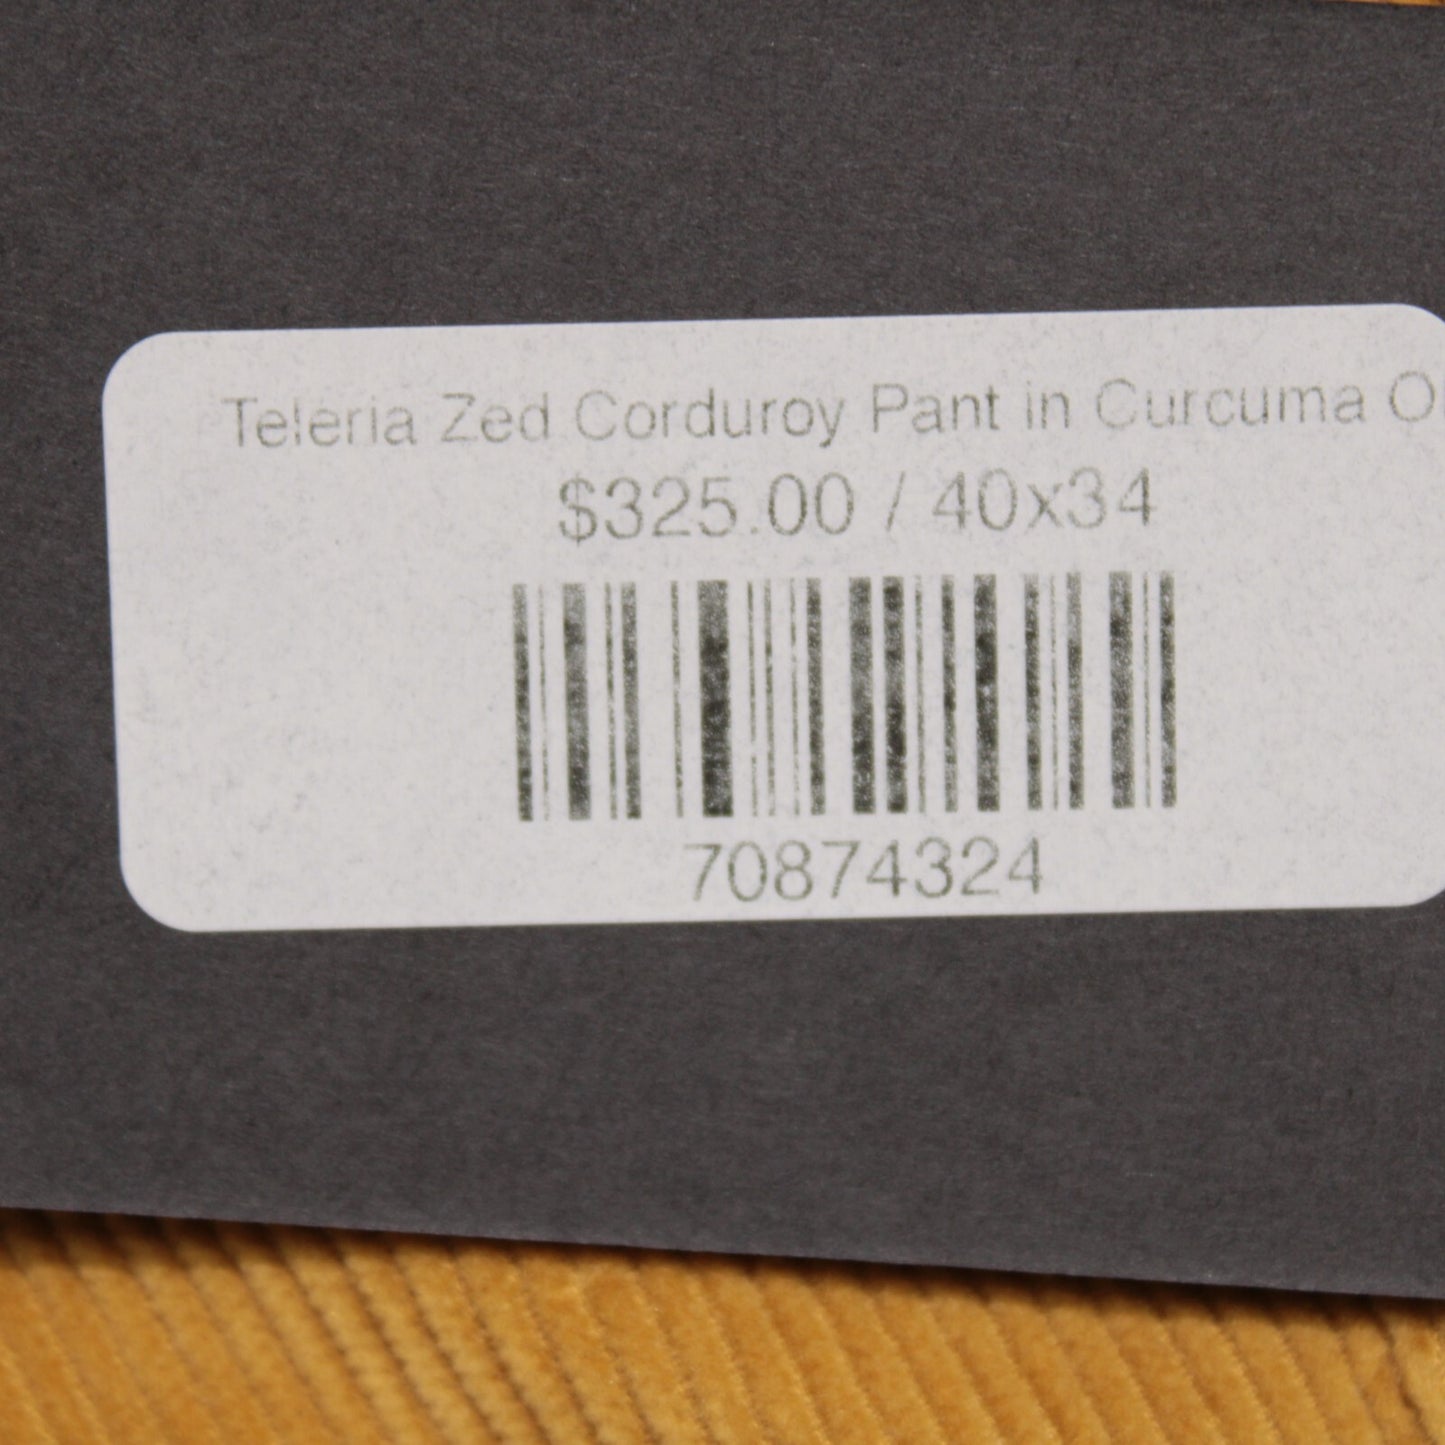 Teleria Zed Corduroy Pant in Curcuma O
$325.00 / 40x34
70874324